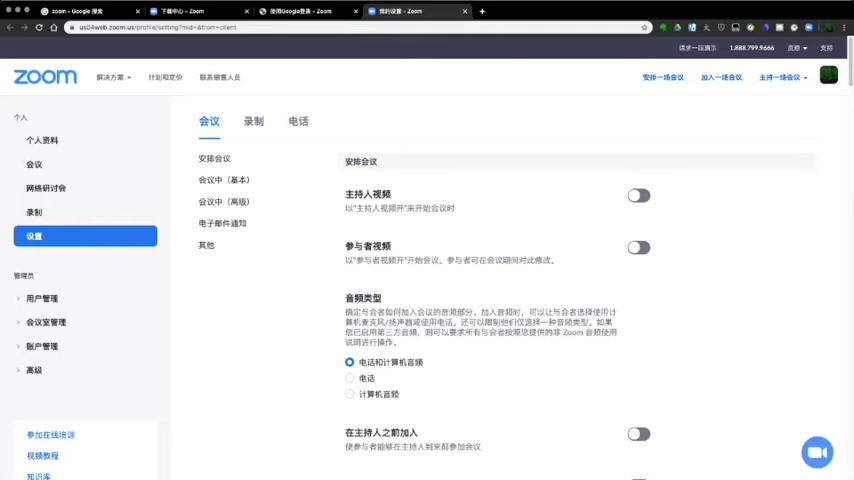 zoom - Google 搜索
下载中心 - Zoom
使用Google登录 - Zoom
我的设置 - Zoom
us04web.zoom.us/profile/setting?mid=&from=client
请求一段演示 1.888.799.9666 资源 支持
zoom 解决方案 计划和定价 联系销售人员 安排一场会议 加入一场会议 主持一场会议
个人
个人资料
会议
网络研讨会
录制
设置
管理员
用户管理
会议室管理
账户管理
高级
参加在线培训
视频教程
知识库
会议 录制 电话
安排会议
会议中（基本）
会议中（高级）
电子邮件通知
其他
安排会议
主持人视频
以“主持人视频开”来开始会议时
参与者视频
以“参与者视频开”开始会议。参与者可在会议期间对此修改。
音频类型
确定与会者如何加入会议的音频部分。加入音频时，可以让与会者选择使用计
算机麦克风/扬声器或使用电话。还可以限制他们仅选择一种音频类型。如果
您已启用第三方音频，则可以要求所有与会者按照您提供的非 Zoom 音频使用
说明进行操作。
电话和计算机音频
电话
计算机音频
在主持人之前加入
使参与者能够在主持人到来前参加会议